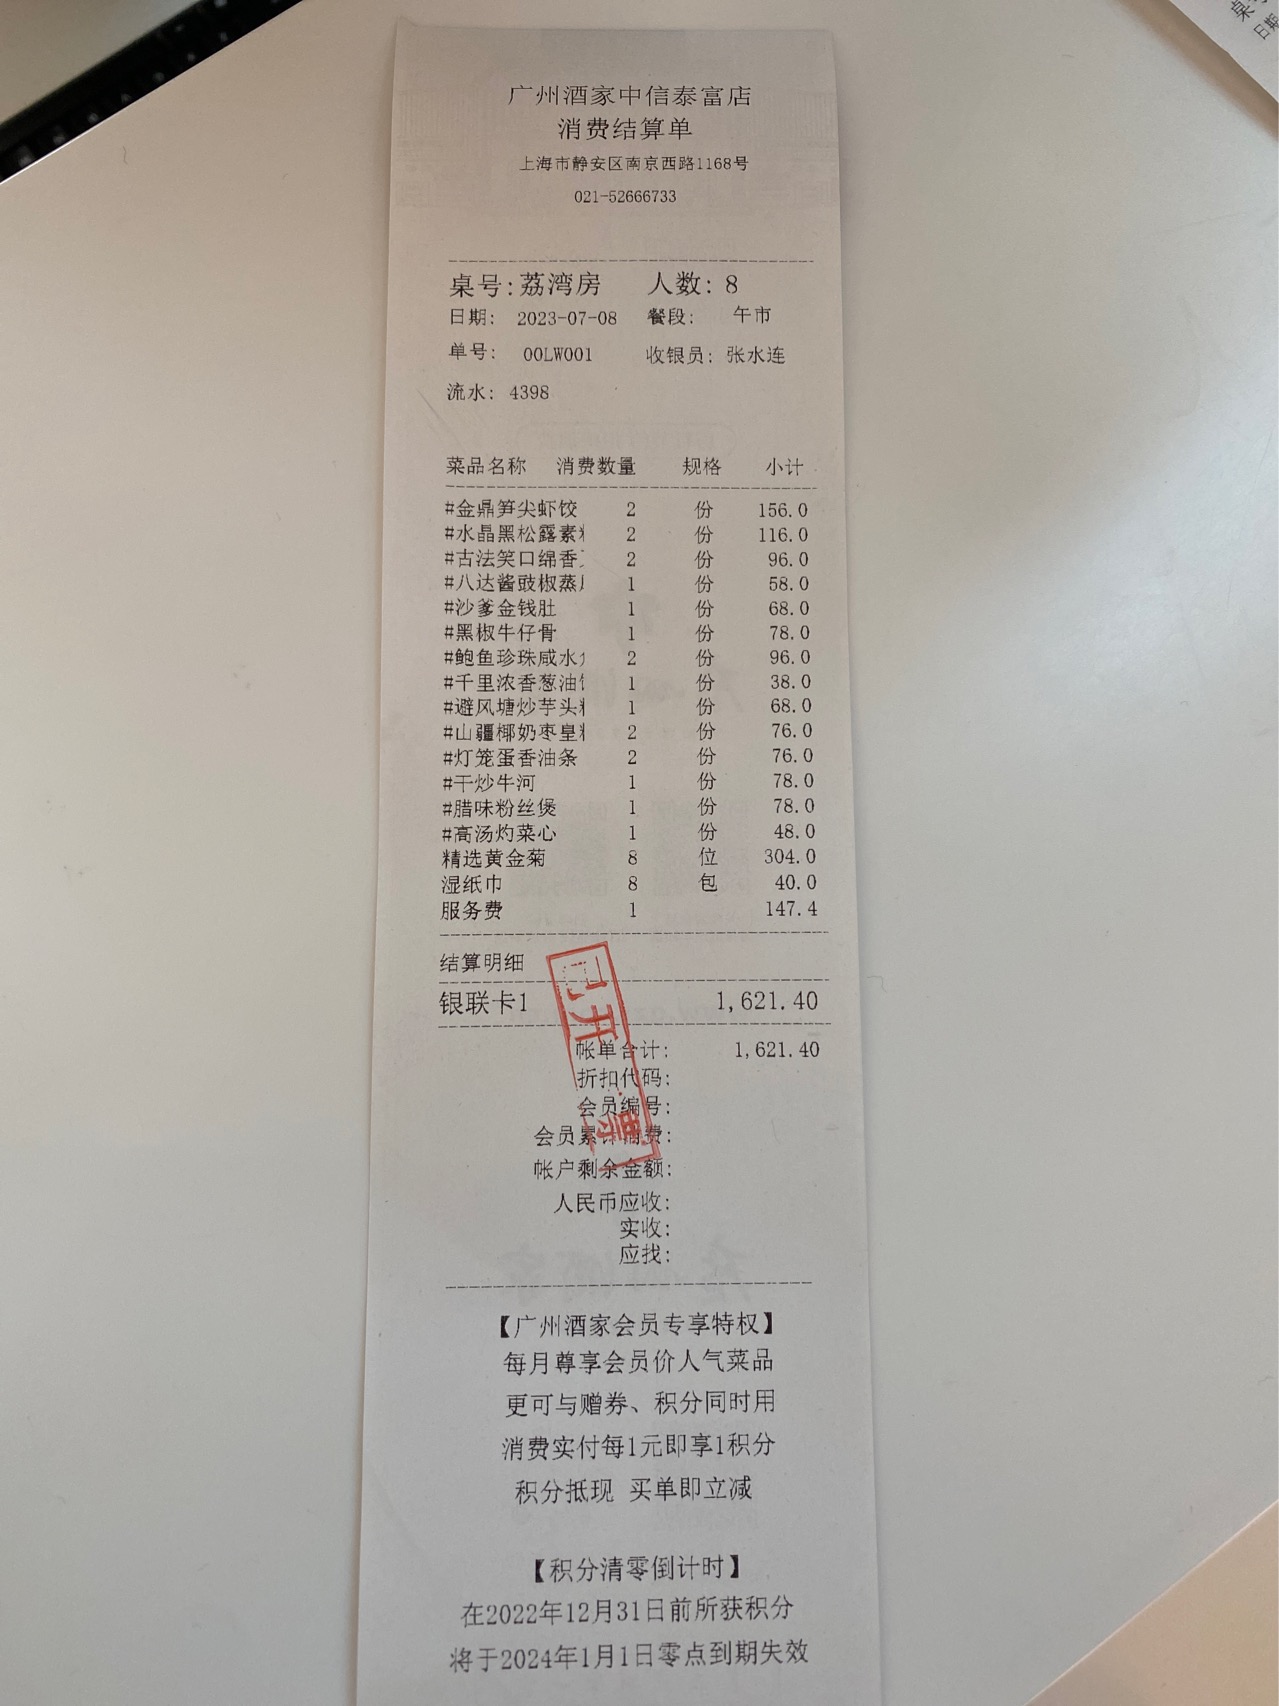 广州酒家中信泰富店
消费结算单
上海市静安区南京西路1168号
021-52666733
桌号:荔湾房 人数: 8
日期: 2023-07-08 餐段: 午市
单号: 00LW001 收银员: 张水连
流水: 4398
菜品名称 消费数量 规格 小计
#金鼎笋尖虾饺 2 份 156.0
#水晶黑松露素 2 份 116.0
#古法笑口绵香 2 份 96.0
#八达酱豉椒蒸 1 份 58.0
#沙爹金钱肚 1 份 68.0
#黑椒牛仔骨 1 份 78.0
#鲍鱼珍珠咸水 2 份 96.0
#千里浓香葱油 1 份 38.0
#避风塘炒芋头 1 份 68.0
#山疆椰奶枣皇 2 份 76.0
#灯笼蛋香油条 2 份 76.0
#干炒牛河 1 份 78.0
#腊味粉丝煲 1 份 78.0
#高汤灼菜心 1 份 48.0
精选黄金菊 8 位 304.0
湿纸巾 8 包 40.0
服务费 1 147.4
结算明细
银联卡1 1,621.40
已开票
帐单合计: 1,621.40
折扣代码:
会员编号:
会员累计消费:
帐户剩余金额:
人民币应收:
实收:
应找:
【广州酒家会员专享特权】
每月尊享会员价人气菜品
更可与赠券、积分同时用
消费实付每1元即享1积分
积分抵现 买单即立减
【积分清零倒计时】
在2022年12月31日前所获积分
将于2024年1月1日零点到期失效